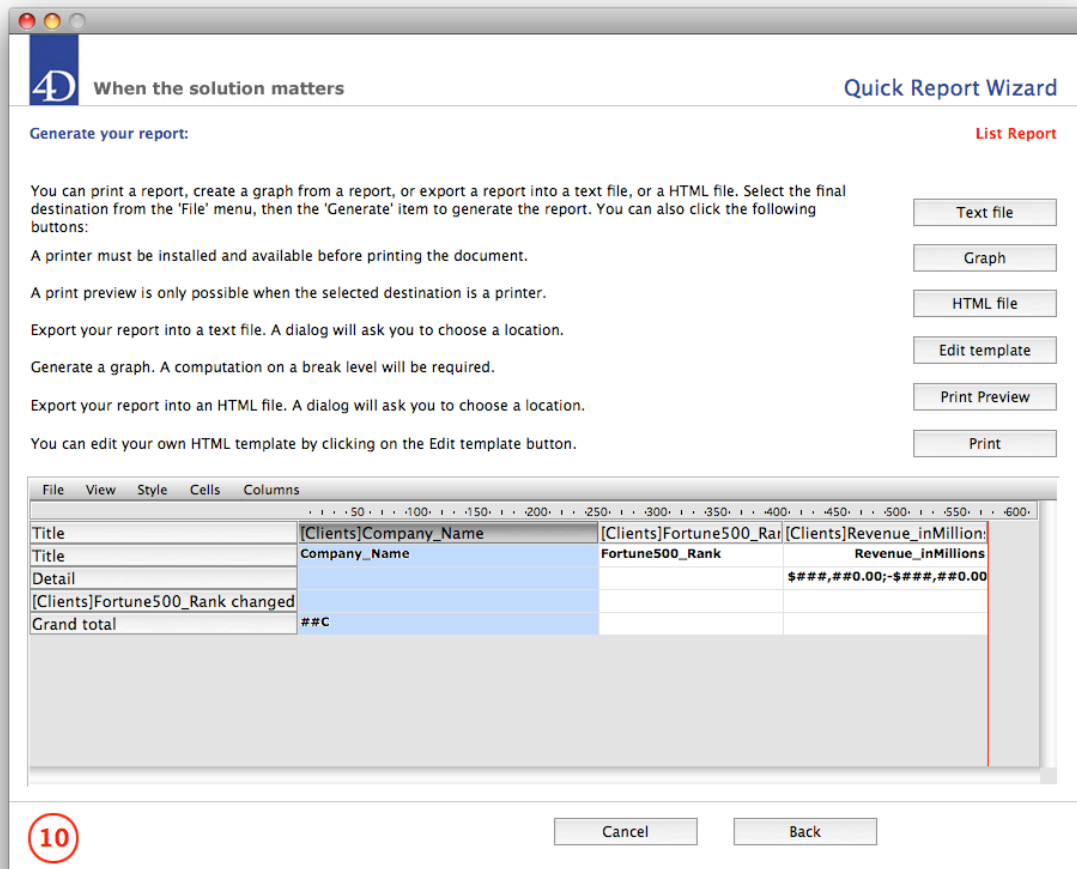 4D
When the solution matters
Quick Report Wizard
Generate your report:
List Report
You can print a report, create a graph from a report, or export a report into a text file, or a HTML file. Select the final
destination from the 'File' menu, then the 'Generate' item to generate the report. You can also click the following
buttons:
A printer must be installed and available before printing the document.
A print preview is only possible when the selected destination is a printer.
Export your report into a text file. A dialog will ask you to choose a location.
Generate a graph. A computation on a break level will be required.
Export your report into an HTML file. A dialog will ask you to choose a location.
You can edit your own HTML template by clicking on the Edit template button.
Text file
Graph
HTML file
Edit template
Print Preview
Print
File View Style Cells Columns
50 100 150 200 250 300 350 400 450 500 550 600
Title [Clients]Company_Name [Clients]Fortune500_Rar [Clients]Revenue_inMillion
Title Company_Name Fortune500_Rank Revenue_inMillions
Detail $###,##0.00;-$###,##0.00
[Clients]Fortune500_Rank changed
Grand total ##C
10
Cancel
Back